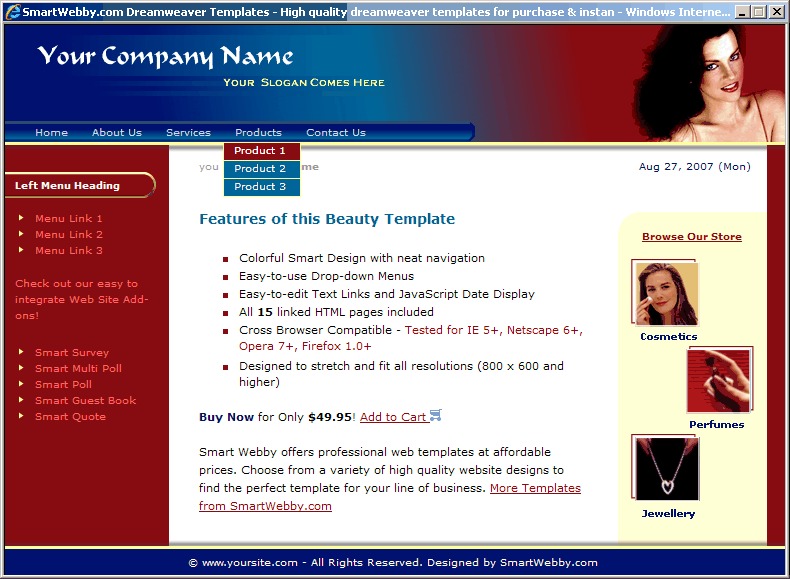 SmartWebby.com Dreamweaver Templates - High quality dreamweaver templates for purchase & instan - Windows Interne...
Your Company Name
Your Slogan Comes Here
Home About Us Services Products Contact Us
Product 1
Product 2
Product 3
you me
Aug 27, 2007 (Mon)
Left Menu Heading
Menu Link 1
Menu Link 2
Menu Link 3
Check out our easy to
integrate Web Site Add-
ons!
Smart Survey
Smart Multi Poll
Smart Poll
Smart Guest Book
Smart Quote
Features of this Beauty Template
Colorful Smart Design with neat navigation
Easy-to-use Drop-down Menus
Easy-to-edit Text Links and JavaScript Date Display
All 15 linked HTML pages included
Cross Browser Compatible - Tested for IE 5+, Netscape 6+,
Opera 7+, Firefox 1.0+
Designed to stretch and fit all resolutions (800 x 600 and
higher)
Buy Now for Only $49.95! Add to Cart
Smart Webby offers professional web templates at affordable
prices. Choose from a variety of high quality website designs to
find the perfect template for your line of business. More Templates
from SmartWebby.com
Browse Our Store
Cosmetics
Perfumes
Jewellery
© www.yoursite.com - All Rights Reserved. Designed by SmartWebby.com